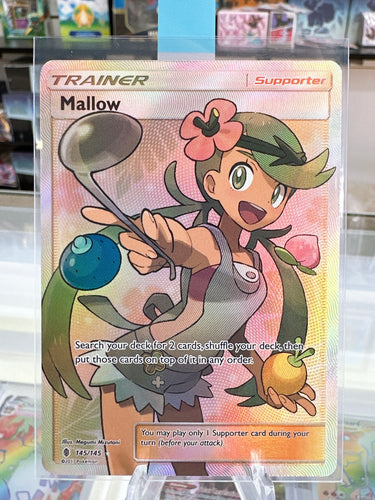 TRAINER Supporter
Mallow
Search your deck for 2 cards, shuffle your deck, then
put those cards on top of it in any order.
Illus. Megumi Mizutani
145/145
You may play only 1 Supporter card during your
turn (before your attack)
Pokémon